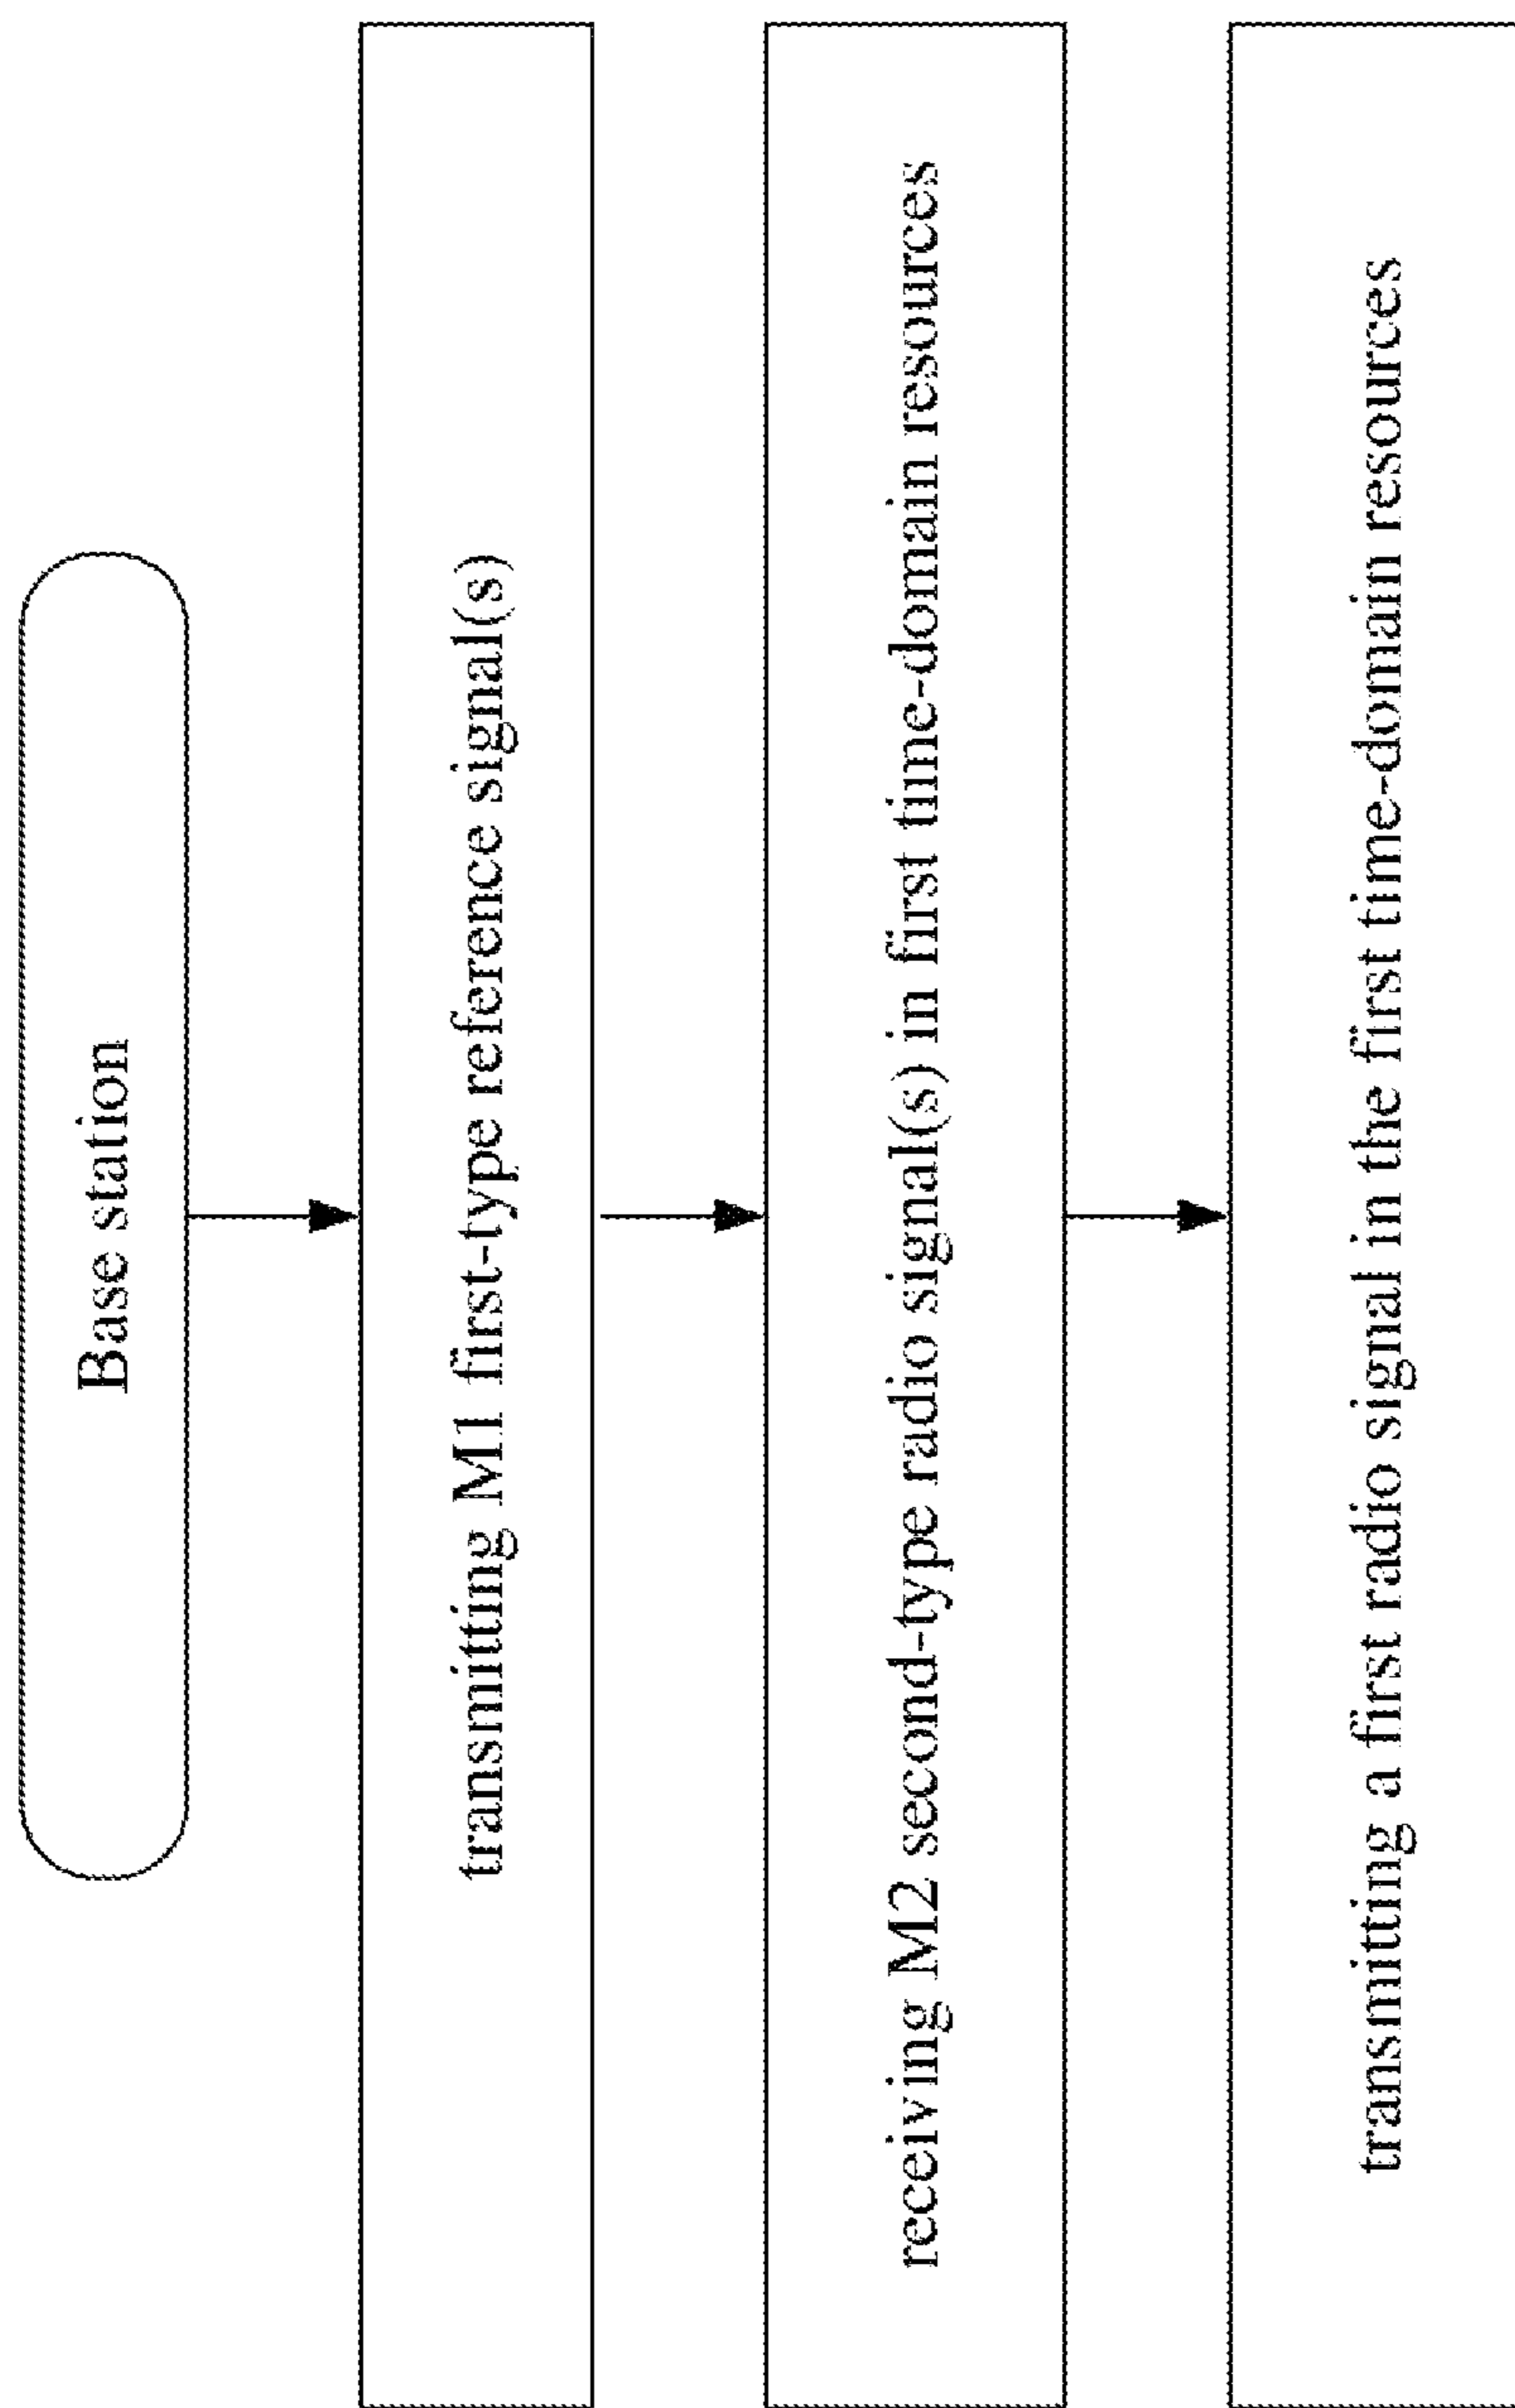 Base station
transmitting M1 first-type reference signal(s)
receiving M2 second-type radio signal(s) in first time-domain resources
transmitting a first radio signal in the first time-domain resources